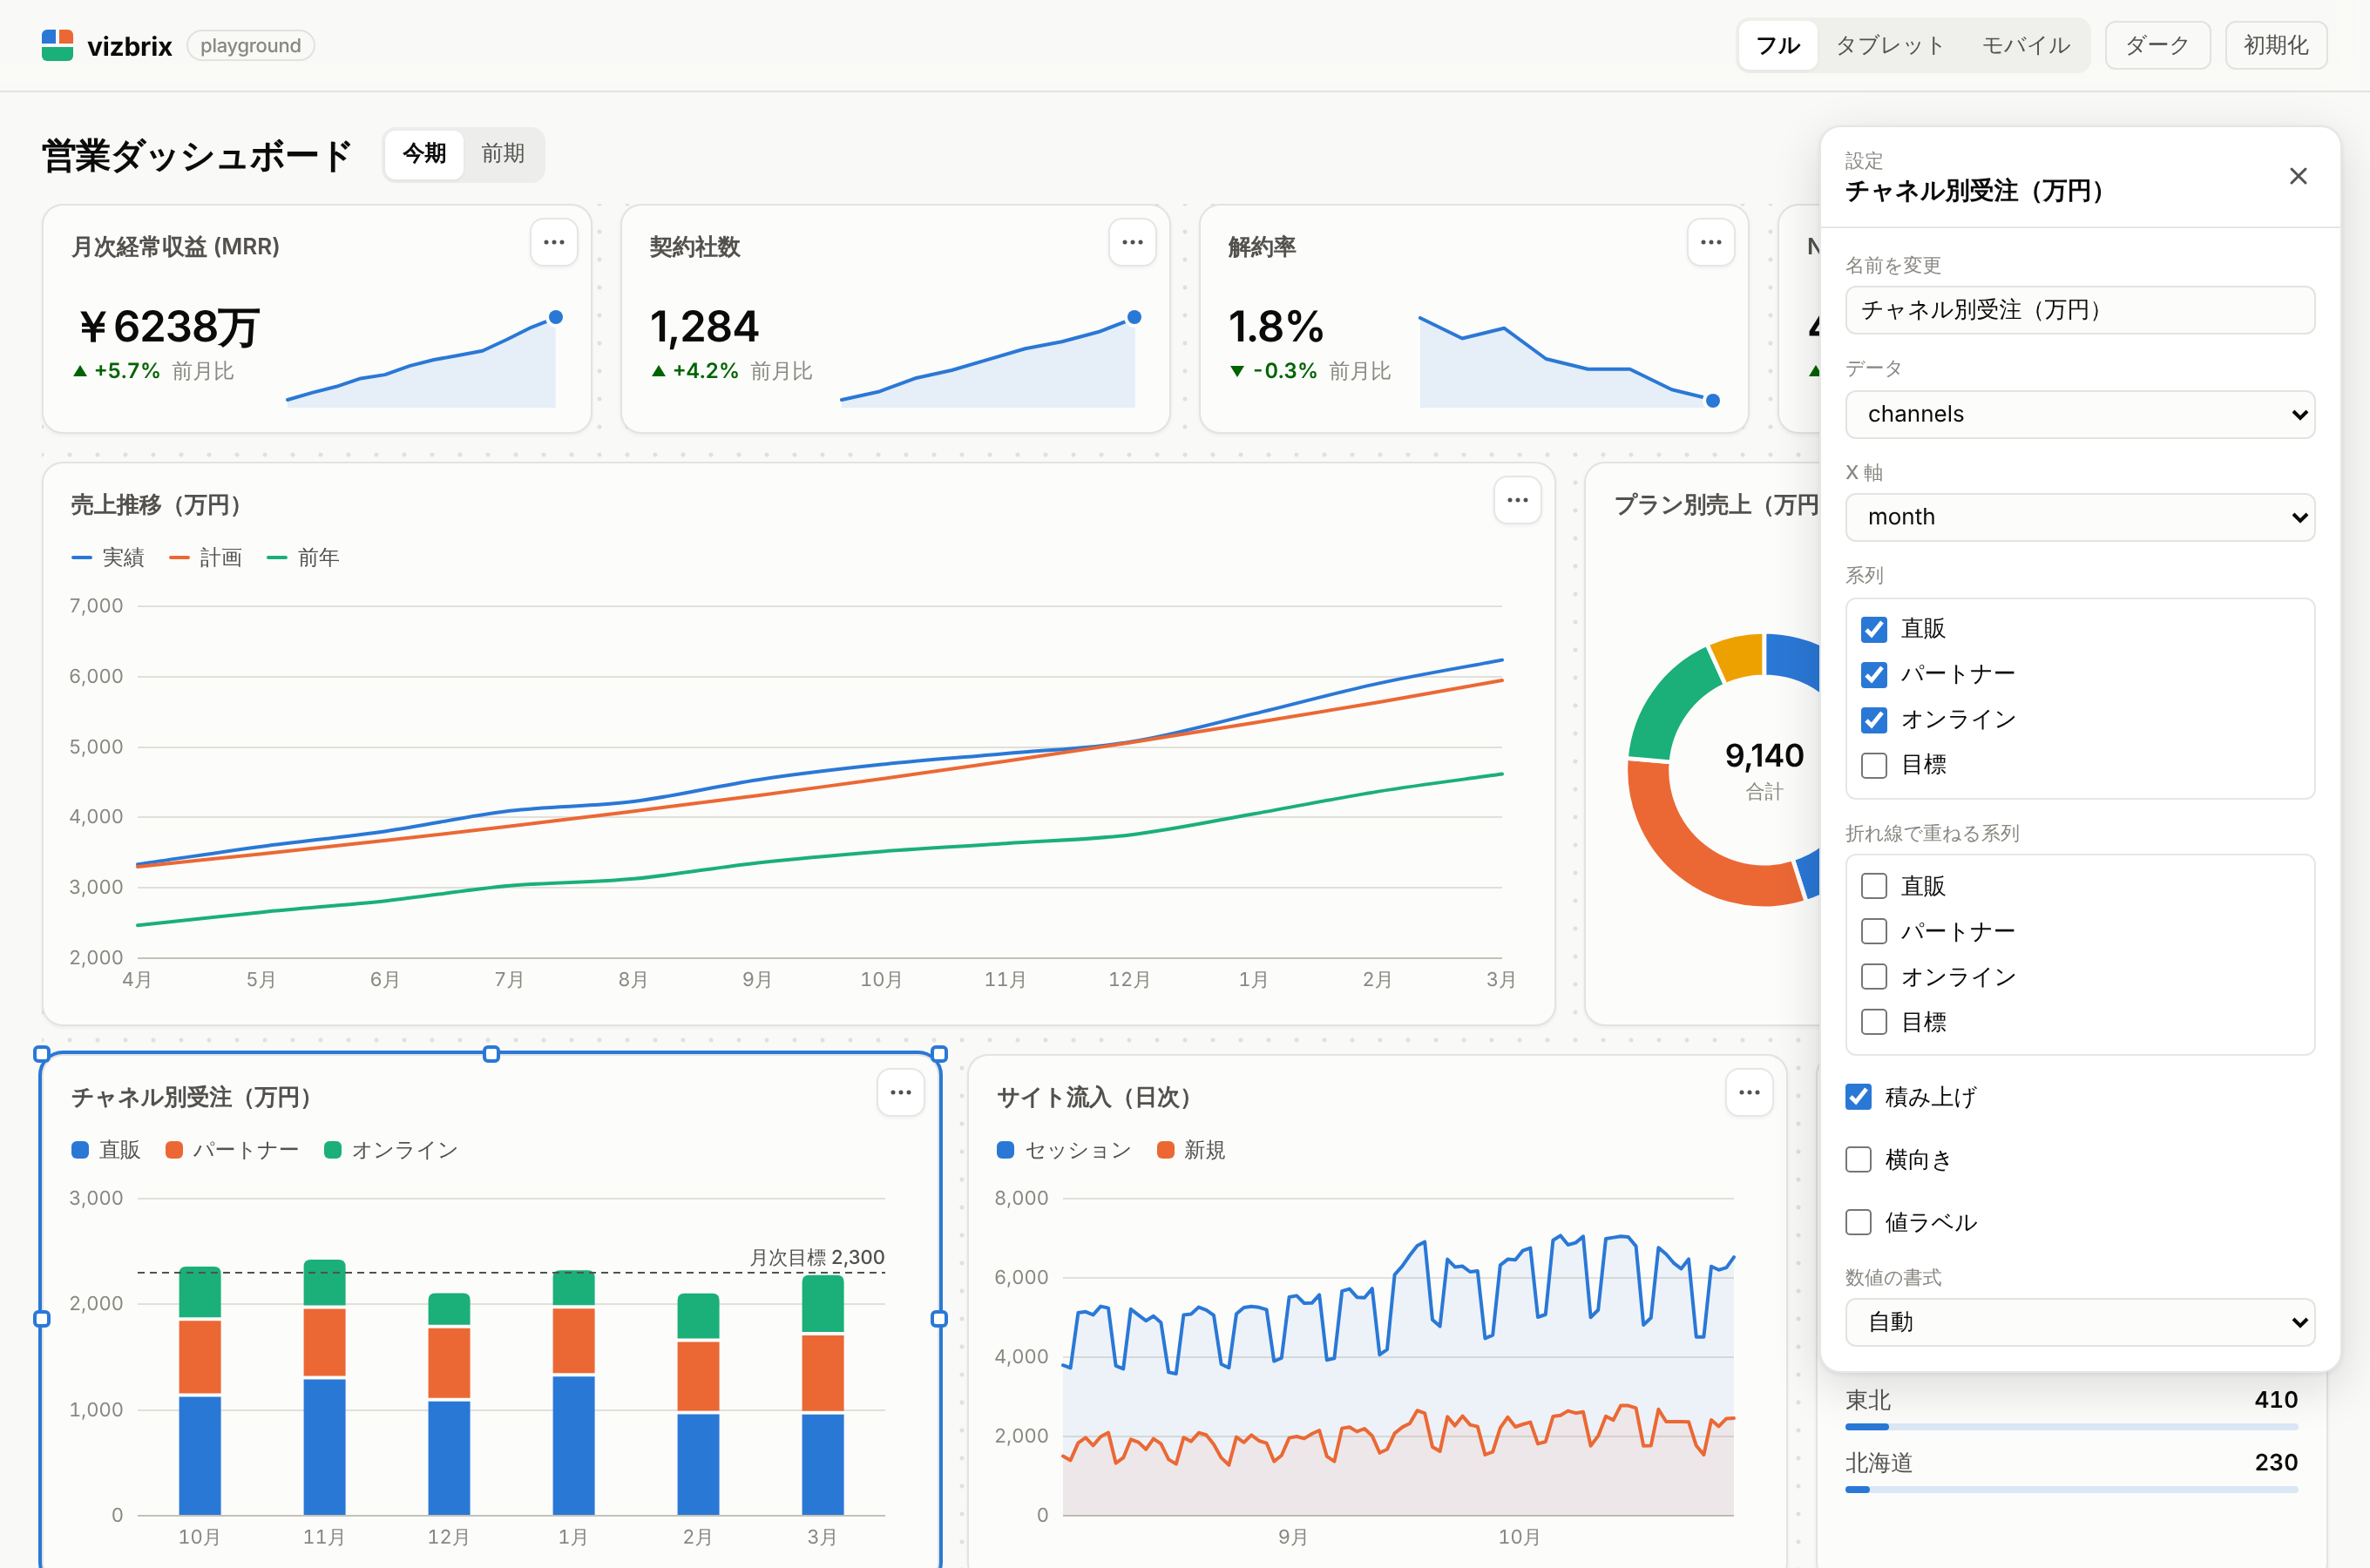 vizbrix playground フル タブレット モバイル ダーク 初期化
営業ダッシュボード 今期 前期
月次経常収益 (MRR)
￥6238万
+5.7% 前月比
契約社数
1,284
+4.2% 前月比
解約率
1.8%
-0.3% 前月比
売上推移（万円）
実績 計画 前年
7,000
6,000
5,000
4,000
3,000
2,000
4月 5月 6月 7月 8月 9月 10月 11月 12月 1月 2月 3月
プラン別売上（万円
9,140
合計
チャネル別受注（万円）
直販 パートナー オンライン
3,000
月次目標 2,300
2,000
1,000
0
10月 11月 12月 1月 2月 3月
サイト流入（日次）
セッション 新規
8,000
6,000
4,000
2,000
0
9月 10月
設定
チャネル別受注（万円）
名前を変更
チャネル別受注（万円）
データ
channels
X 軸
month
系列
直販
パートナー
オンライン
目標
折れ線で重ねる系列
直販
パートナー
オンライン
目標
積み上げ
横向き
値ラベル
数値の書式
自動
東北 410
北海道 230